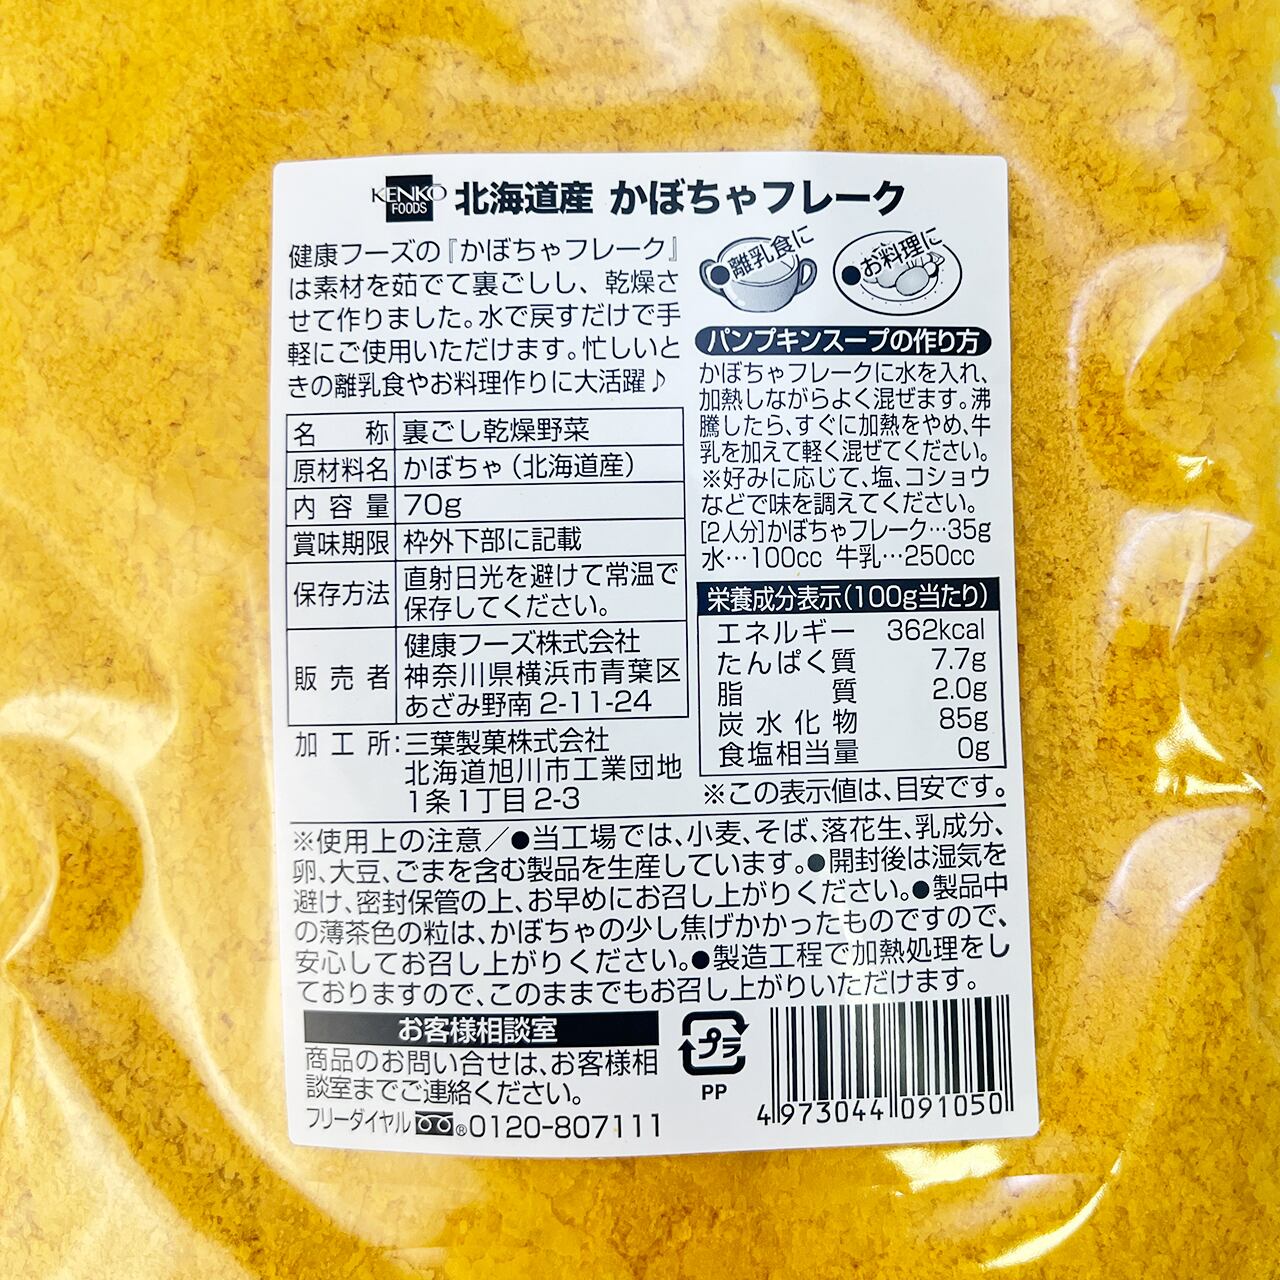 KENKO FOODS 北海道産 かぼちゃフレーク
健康フーズの『かぼちゃフレーク』
は素材を茹でて裏ごしし、乾燥さ
せて作りました。水で戻すだけで手
軽にご使用いただけます。忙しいと
きの離乳食やお料理作りに大活躍♪
●離乳食に
●お料理に
パンプキンスープの作り方
かぼちゃフレークに水を入れ、
加熱しながらよく混ぜます。沸
騰したら、すぐに加熱をやめ、牛
乳を加えて軽く混ぜてください。
※好みに応じて、塩、コショウ
などで味を調えてください。
[2人分]かぼちゃフレーク…35g
水…100cc 牛乳…250cc
名称 裏ごし乾燥野菜
原材料名 かぼちゃ(北海道産)
内容量 70g
賞味期限 枠外下部に記載
保存方法 直射日光を避けて常温で
保存してください。
販売者 健康フーズ株式会社
神奈川県横浜市青葉区
あざみ野南 2-11-24
加工所:三葉製菓株式会社
北海道旭川市工業団地
1条1丁目2-3
栄養成分表示(100g当たり)
エネルギー 362kcal
たんぱく質 7.7g
脂質 2.0g
炭水化物 85g
食塩相当量 0g
※この表示値は、目安です。
※使用上の注意/●当工場では、小麦、そば、落花生、乳成分、
卵、大豆、ごまを含む製品を生産しています。●開封後は湿気を
避け、密封保管の上、お早めにお召し上がりください。●製品中
の薄茶色の粒は、かぼちゃの少し焦げかかったものですので、
安心してお召し上がりください。●製造工程で加熱処理をし
ておりますので、このままでもお召し上がりいただけます。
お客様相談室
商品のお問い合せは、お客様相
談室までご連絡ください。
フリーダイヤル ®0120-807111
プラ
PP
4 973044 091050